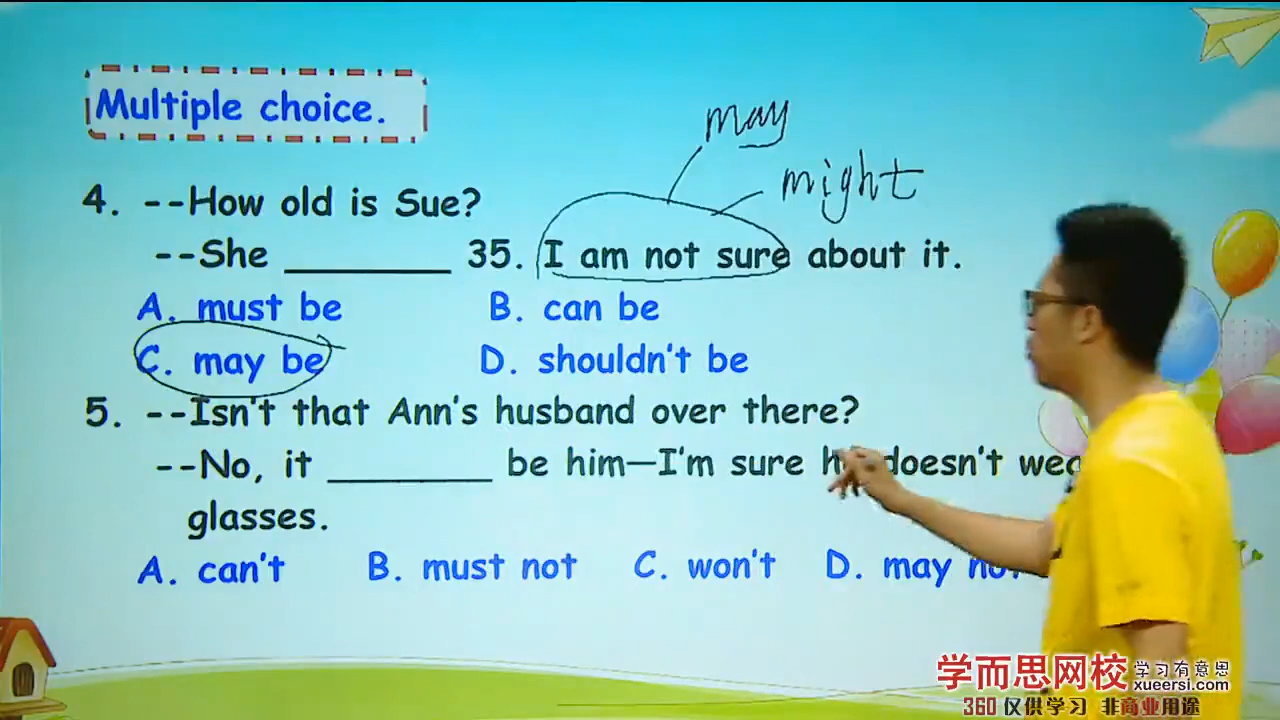 Multiple choice.
may
might
4. --How old is Sue?
--She ________ 35. I am not sure about it.
A. must be B. can be
C. may be D. shouldn't be
5. --Isn't that Ann's husband over there?
--No, it ________ be him—I'm sure doesn't
glasses.
A. can't B. must not C. won't D. may
学而思网校 学习有意思
xueersi.com
360 仅供学习 非商业用途